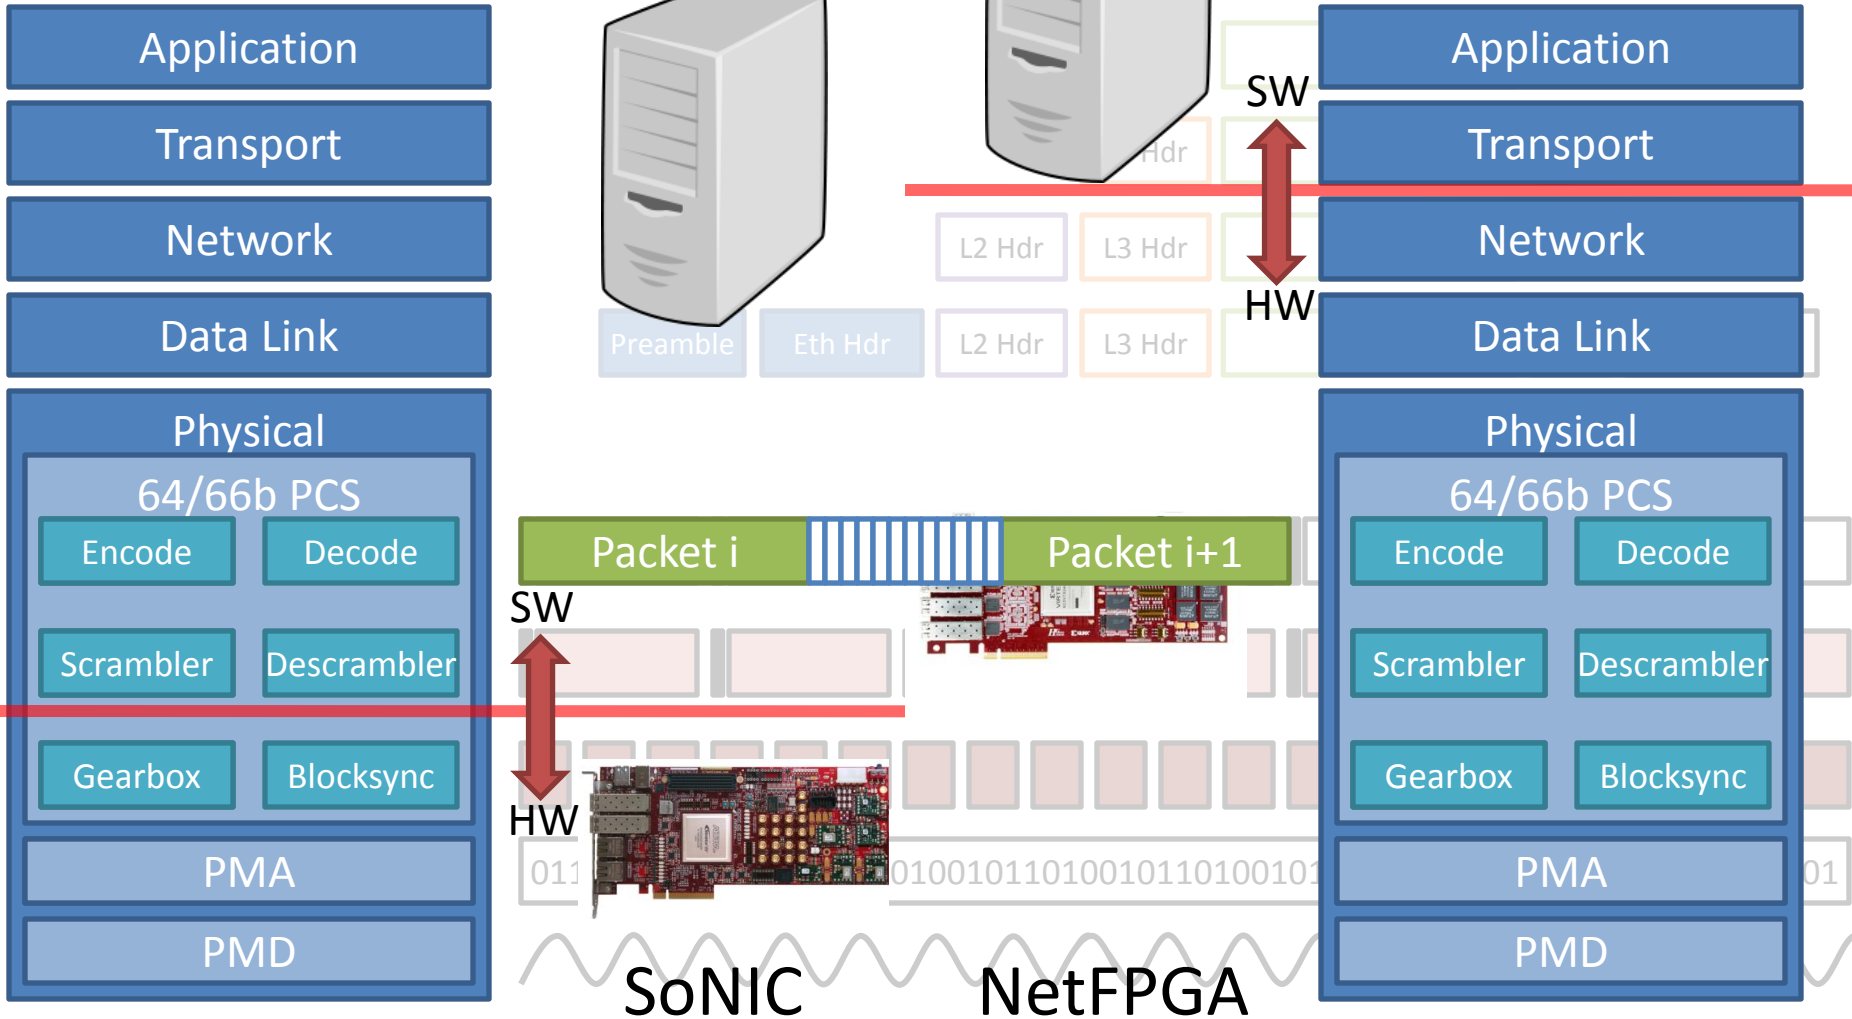 Application
Transport
Network
Data Link
Physical
64/66b PCS
Encode Decode
Scrambler Descrambler
Gearbox Blocksync
PMA
PMD
SW
Hdr
L2 Hdr L3 Hdr
HW
Preamble Eth Hdr L2 Hdr L3 Hdr
Packet i Packet i+1
SW
HW
011 010010110100101101001 01
SoNIC NetFPGA
Application
Transport
Network
Data Link
Physical
64/66b PCS
Encode Decode
Scrambler Descrambler
Gearbox Blocksync
PMA
PMD